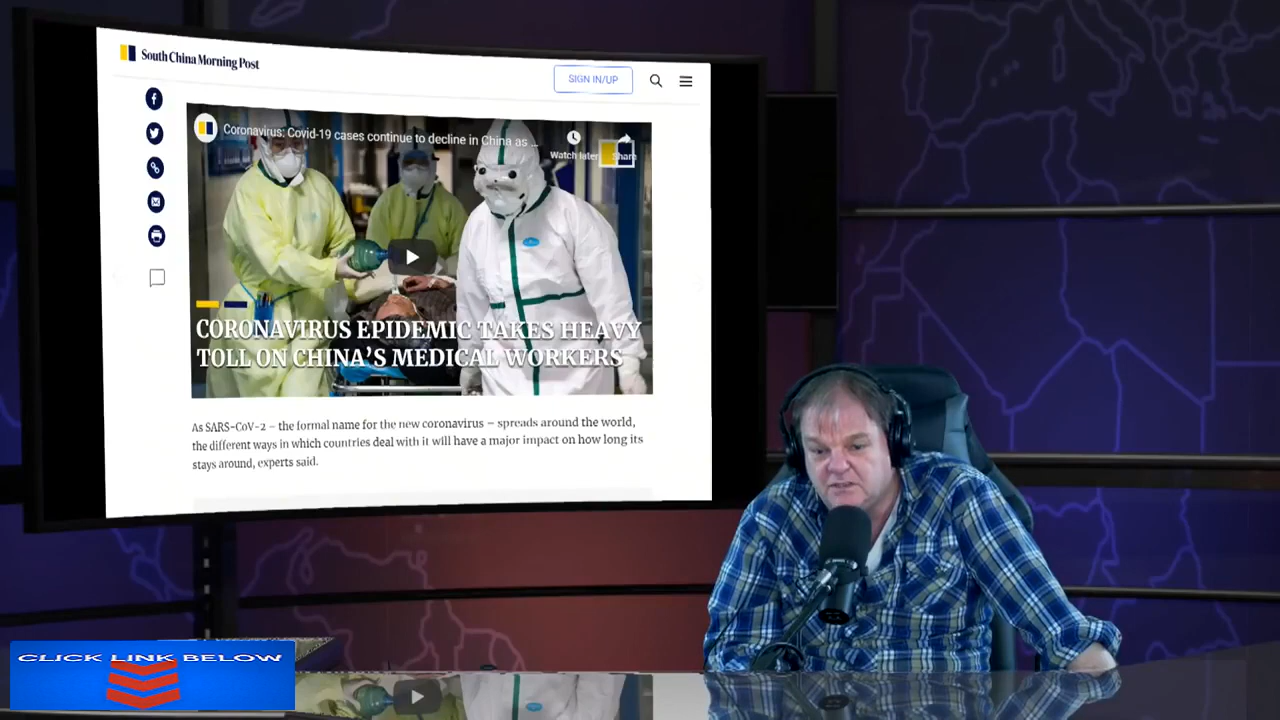 South China Morning Post
SIGN IN/UP
Coronavirus: Covid-19 cases continue to decline in China as ...
Watch later
Share
CORONAVIRUS EPIDEMIC TAKES HEAVY
TOLL ON CHINA'S MEDICAL WORKERS
As SARS-CoV-2 – the formal name for the new coronavirus – spreads around the world,
the different ways in which countries deal with it will have a major impact on how long its
stays around, experts said.
CLICK LINK BELOW